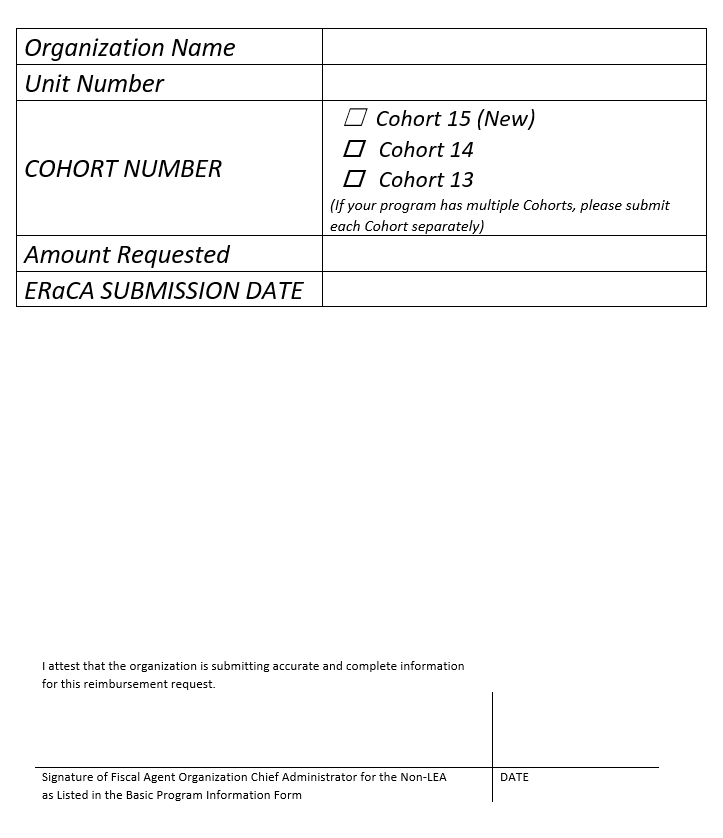 Organization Name
Unit Number
COHORT NUMBER
☐ Cohort 15 (New)
☐ Cohort 14
☐ Cohort 13
(If your program has multiple Cohorts, please submit
each Cohort separately)
Amount Requested
ERaCA SUBMISSION DATE
I attest that the organization is submitting accurate and complete information
for this reimbursement request.
Signature of Fiscal Agent Organization Chief Administrator for the Non-LEA
as Listed in the Basic Program Information Form
DATE